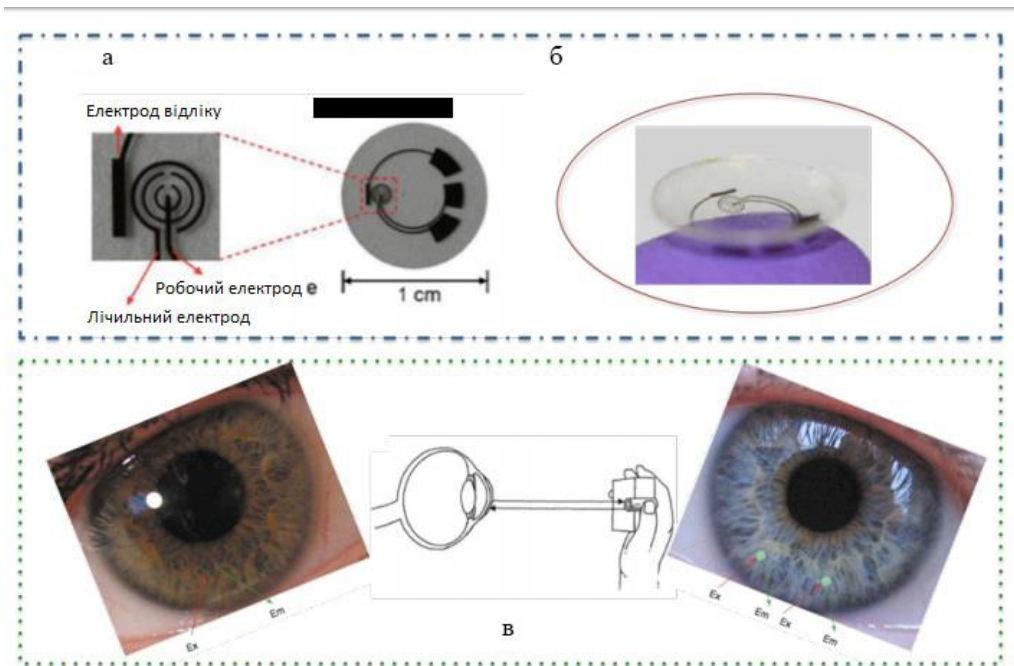 а
б
Електрод відліку
Робочий електрод е
1 cm
Лічильний електрод
Ex
Em
Ex
Em
Ex
Em
в